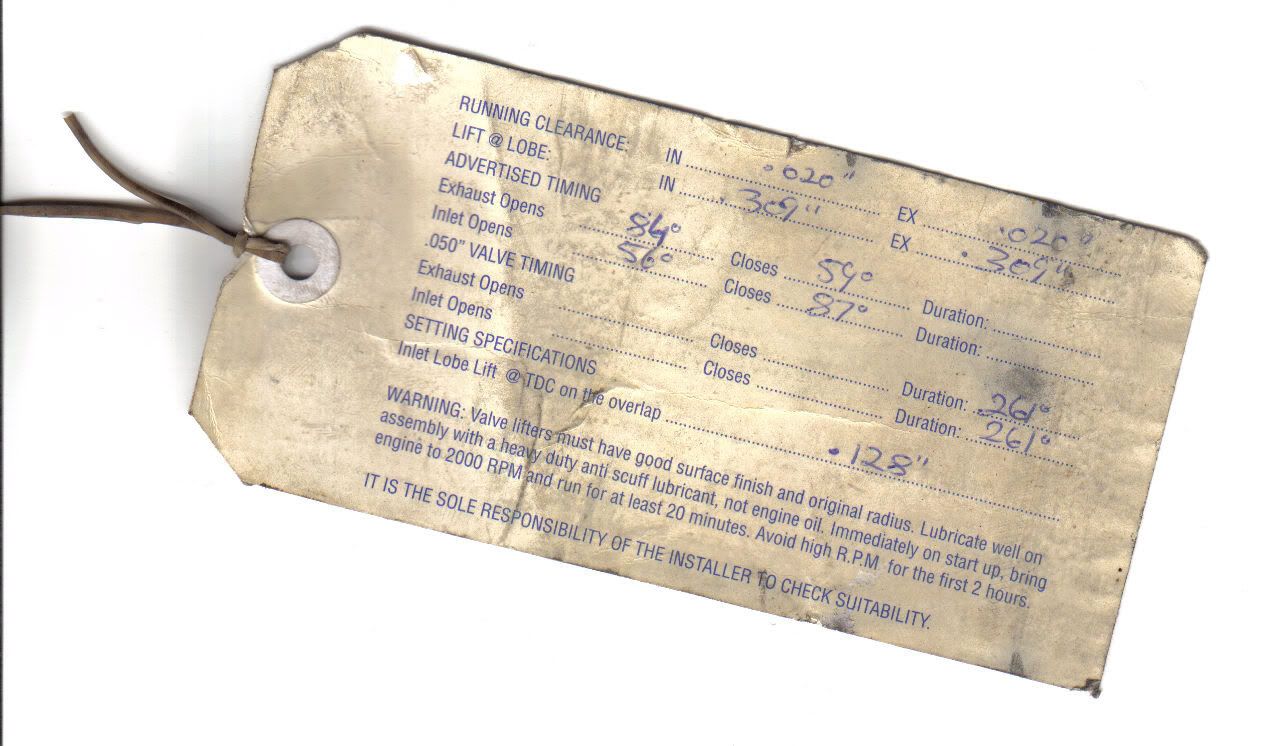 RUNNING CLEARANCE: IN .020" EX .020"
LIFT @ LOBE: IN .309" EX .309"
ADVERTISED TIMING
Exhaust Opens 84° Closes 59° Duration:
Inlet Opens 56° Closes 87° Duration:
.050" VALVE TIMING
Exhaust Opens Closes Duration: 261°
Inlet Opens Closes Duration: 261°
SETTING SPECIFICATIONS
Inlet Lobe Lift @ TDC on the overlap .128"
WARNING: Valve lifters must have good surface finish and original radius. Lubricate well on
assembly with a heavy duty anti scuff lubricant, not engine oil. Immediately on start up, bring
engine to 2000 RPM and run for at least 20 minutes. Avoid high R.P.M for the first 2 hours.
IT IS THE SOLE RESPONSIBILITY OF THE INSTALLER TO CHECK SUITABILITY.